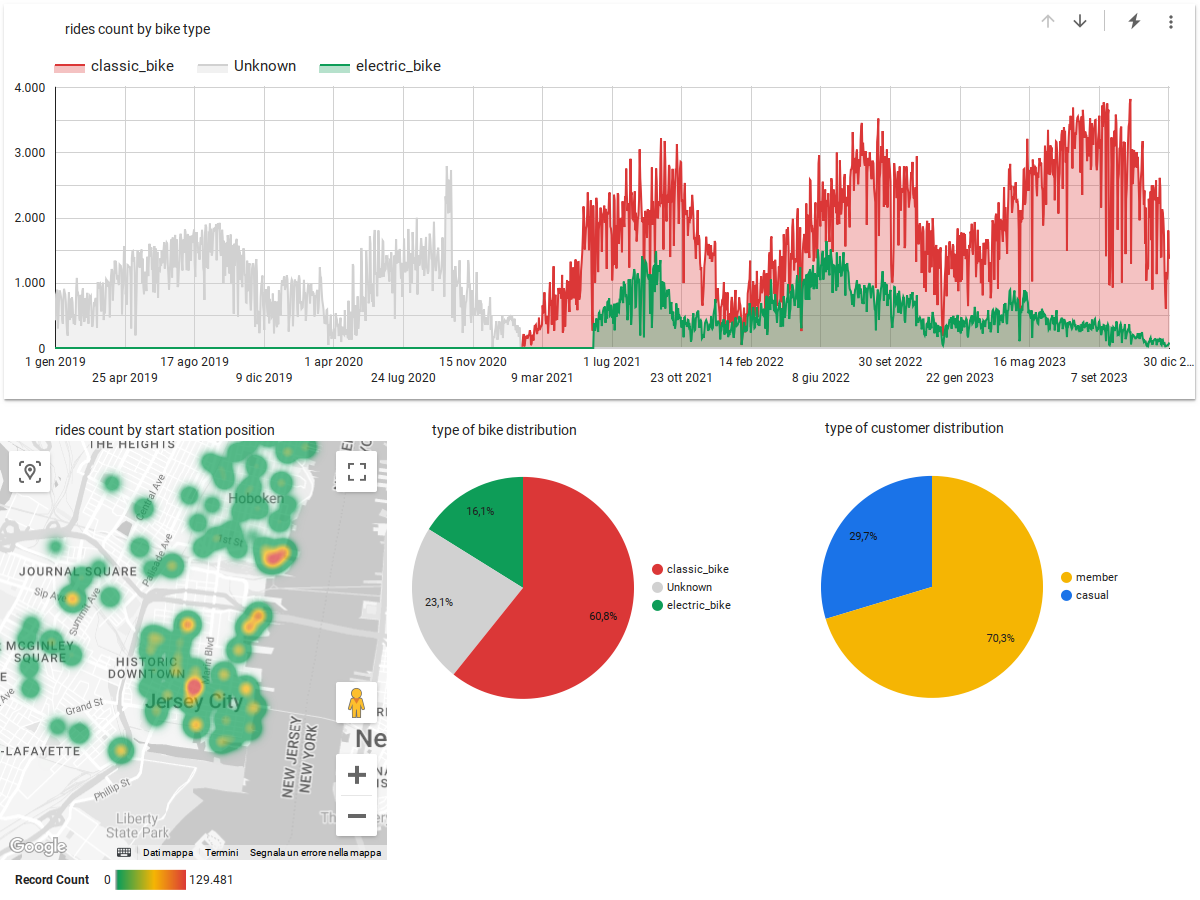 rides count by bike type
classic_bike
Unknown
electric_bike
4.000
3.000
2.000
1.000
0
1 gen 2019
17 ago 2019
1 apr 2020
15 nov 2020
1 lug 2021
14 feb 2022
30 set 2022
16 mag 2023
30 dic 2…
25 apr 2019
9 dic 2019
24 lug 2020
9 mar 2021
23 ott 2021
8 giu 2022
22 gen 2023
7 set 2023
rides count by start station position
THE HEIGHTS
Central Ave
Hoboken
1st St
Palisade Ave
JOURNAL SQUARE
Sip Ave
Summit Ave
MCGINLEY
SQUARE
Marin Blvd
HISTORIC
DOWNTOWN
Jersey City
Grand St
-LAFAYETTE
Phillip St
NEW JERSEY
NEW YORK
Ne
Liberty
State Park
Google
Dati mappa
Termini
Segnala un errore nella mappa
Record Count
0
129.481
type of bike distribution
16,1%
23,1%
60,8%
classic_bike
Unknown
electric_bike
type of customer distribution
29,7%
70,3%
member
casual